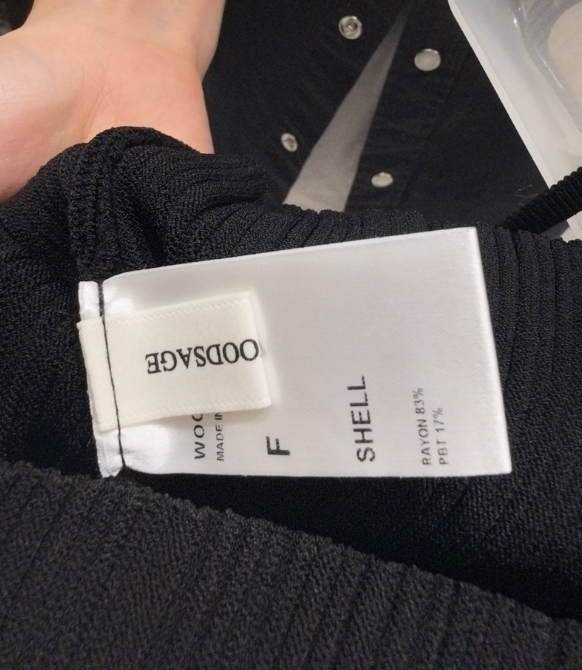 OODSAGE
WOO
MADE IN
F
SHELL
RAYON 83%
PBT 17%